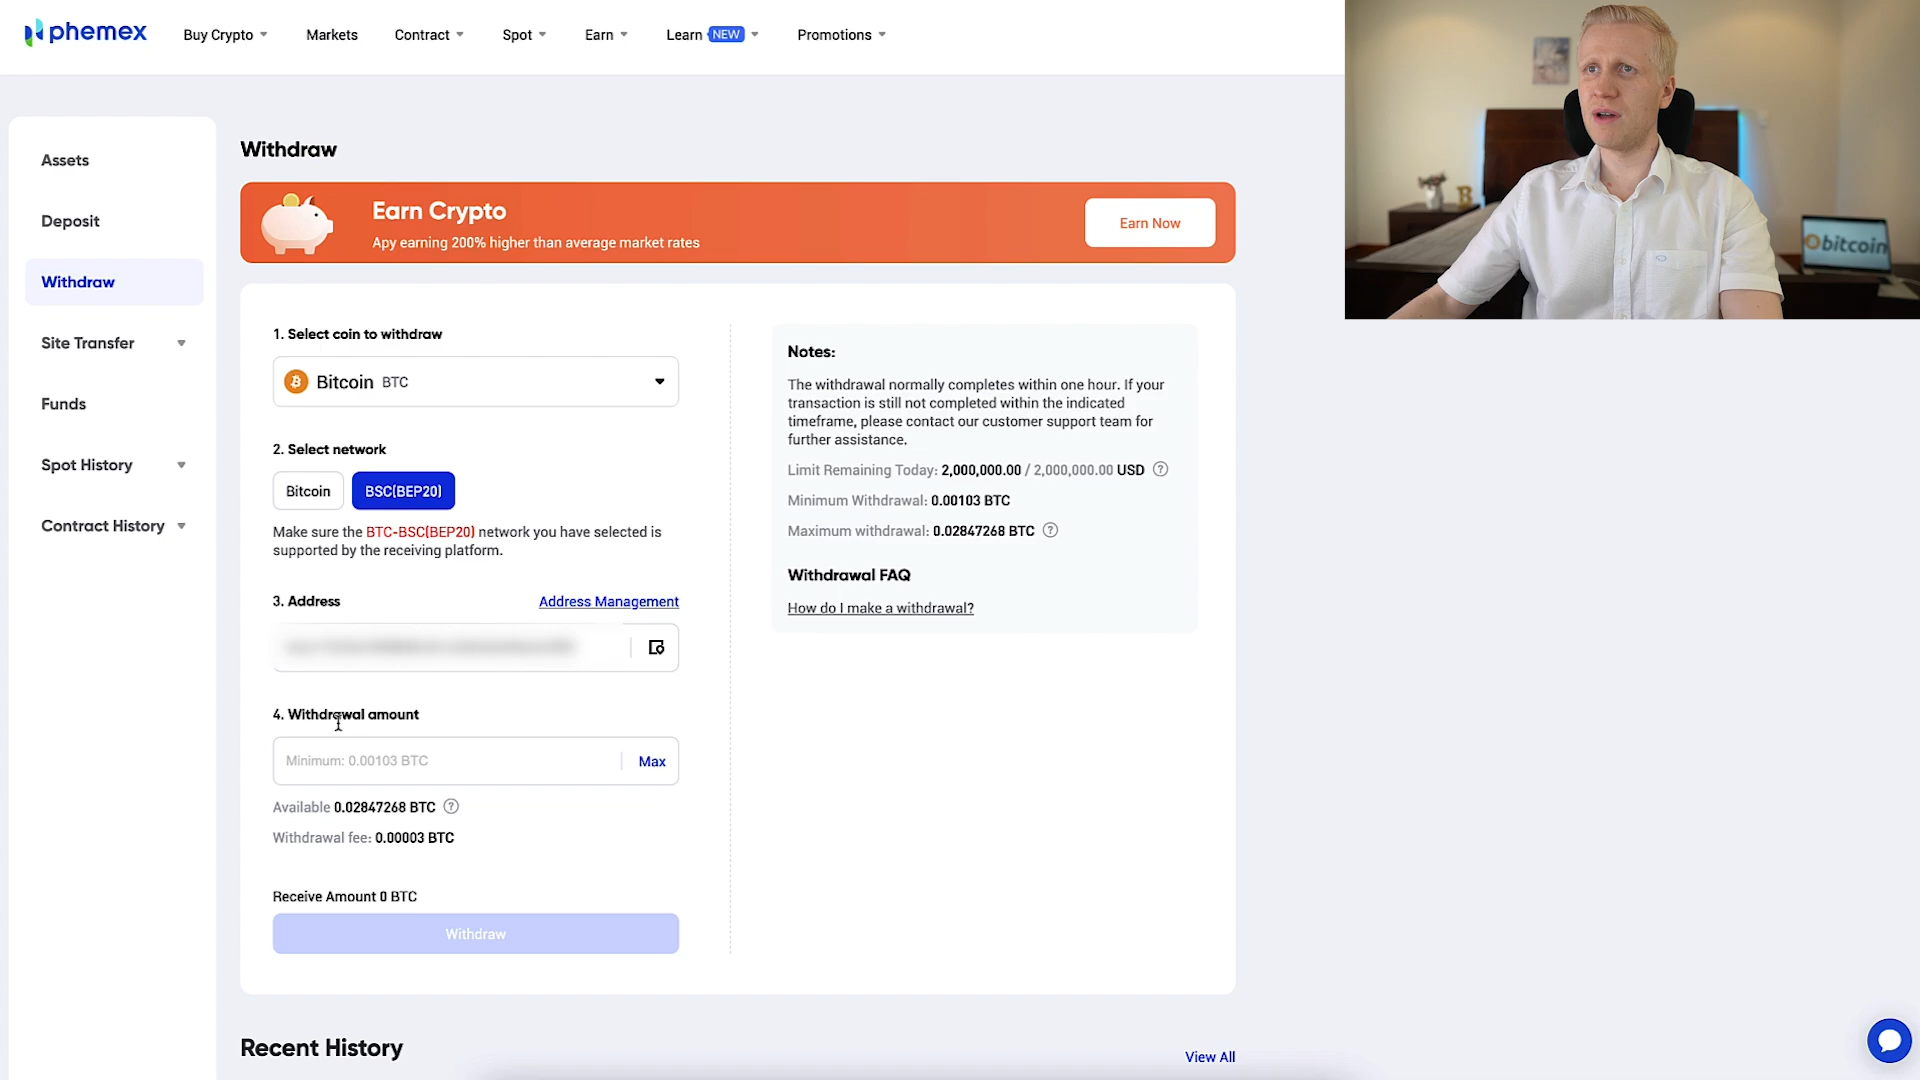 phemex
Buy Crypto
Markets
Contract
Spot
Earn
Learn NEW
Promotions
Assets
Deposit
Withdraw
Site Transfer
Funds
Spot History
Contract History
Withdraw
Earn Crypto
Apy earning 200% higher than average market rates
Earn Now
1. Select coin to withdraw
Bitcoin BTC
2. Select network
Bitcoin
BSC(BEP20)
Make sure the BTC-BSC(BEP20) network you have selected is
supported by the receiving platform.
3. Address
Address Management
4. Withdrawal amount
Minimum: 0.00103 BTC
Max
Available 0.02847268 BTC
Withdrawal fee: 0.00003 BTC
Receive Amount 0 BTC
Withdraw
Notes:
The withdrawal normally completes within one hour. If your
transaction is still not completed within the indicated
timeframe, please contact our customer support team for
further assistance.
Limit Remaining Today: 2,000,000.00 / 2,000,000.00 USD
Minimum Withdrawal: 0.00103 BTC
Maximum withdrawal: 0.02847268 BTC
Withdrawal FAQ
How do I make a withdrawal?
Recent History
View All
bitcoin